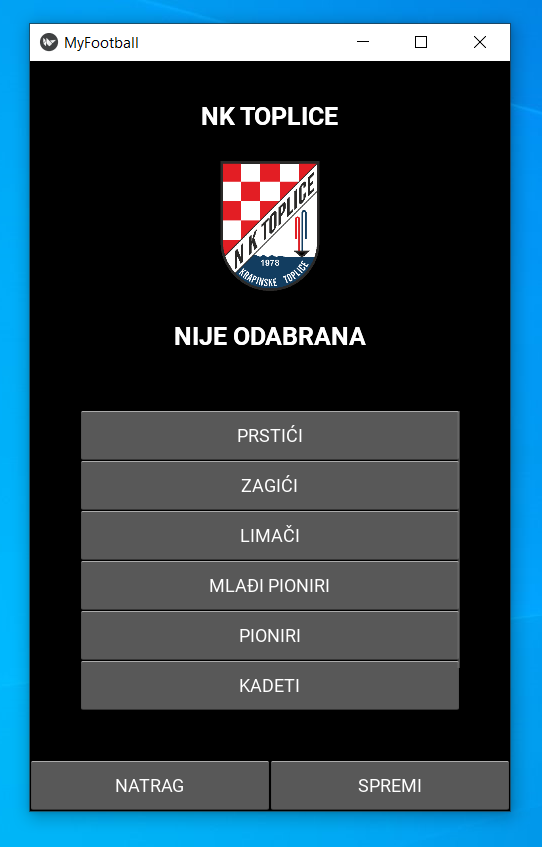 MyFootball
NK TOPLICE
N K TOPLICE
1978
KRAPINSKE TOPLICE
NIJE ODABRANA
PRSTIĆI
ZAGIĆI
LIMAČI
MLAĐI PIONIRI
PIONIRI
KADETI
NATRAG
SPREMI